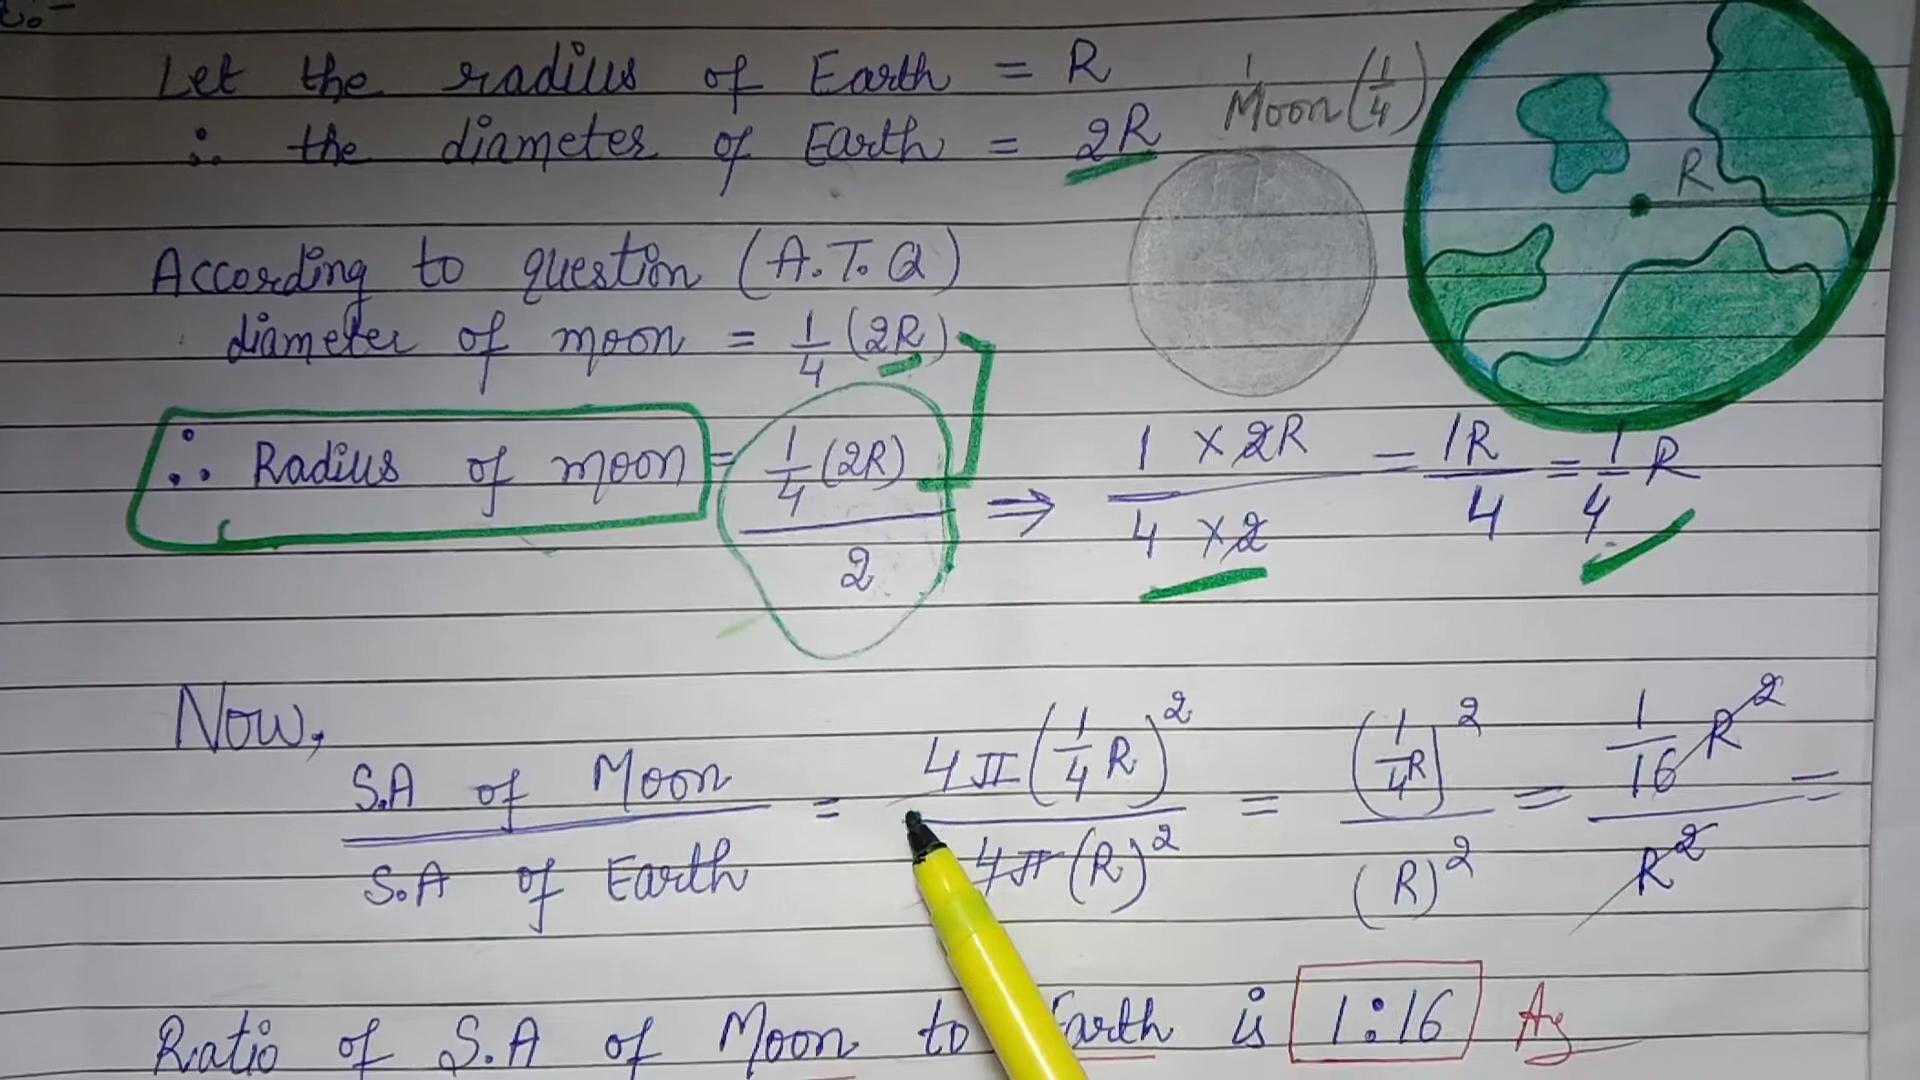 Let the radius of Earth = R
∴ the diameter of Earth = 2R
Moon (1/4)
R
According to question (A.T.Q)
diameter of moon = 1/4 (2R)
∴ Radius of moon = (1/4 (2R))/2 ⇒ (1 × 2R)/(4 × 2) = 1R/4 = 1/4 R
Now,
S.A of Moon / S.A of Earth = 4π(1/4 R)² / 4π(R)² = (1/4 R)² / (R)² = 1/16 R² / R² =
Ratio of S.A of Moon to Earth is 1:16